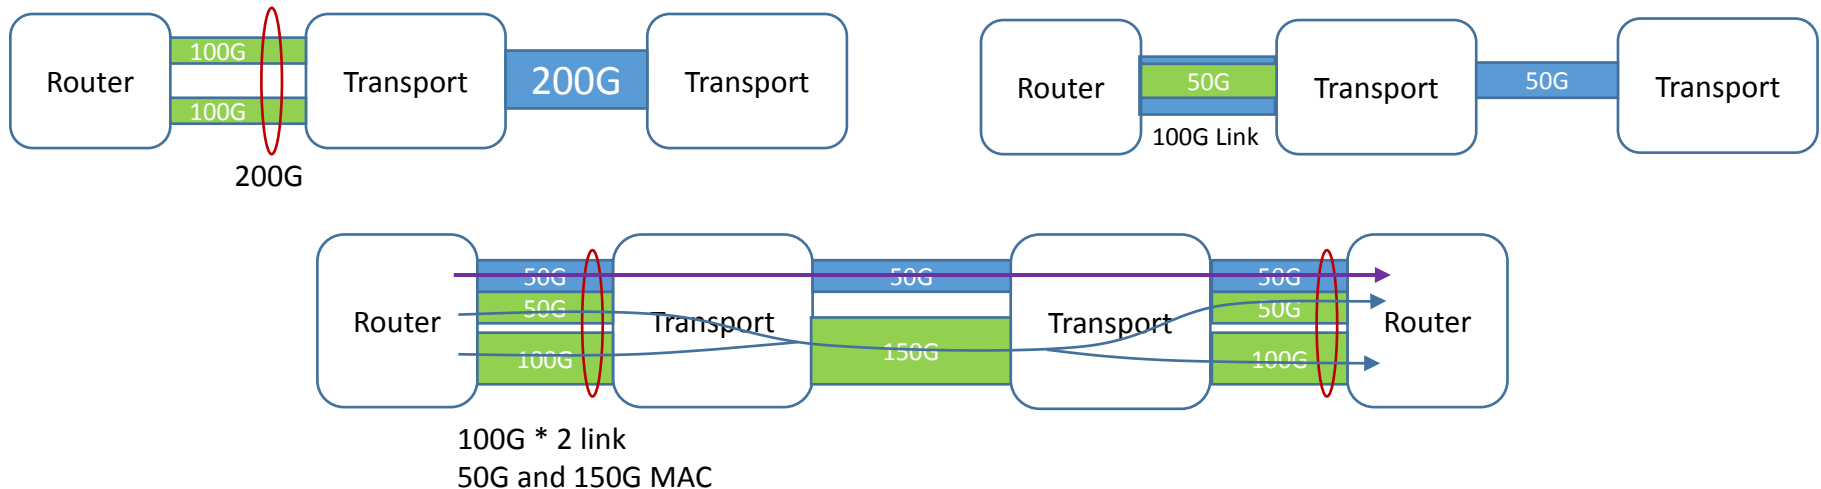 100G
Router
Transport
200G
Transport
100G
200G
Router
50G
Transport
50G
Transport
100G Link
50G
50G
50G
50G
50G
Router
Transport
Transport
Router
100G
150G
100G
100G * 2 link
50G and 150G MAC